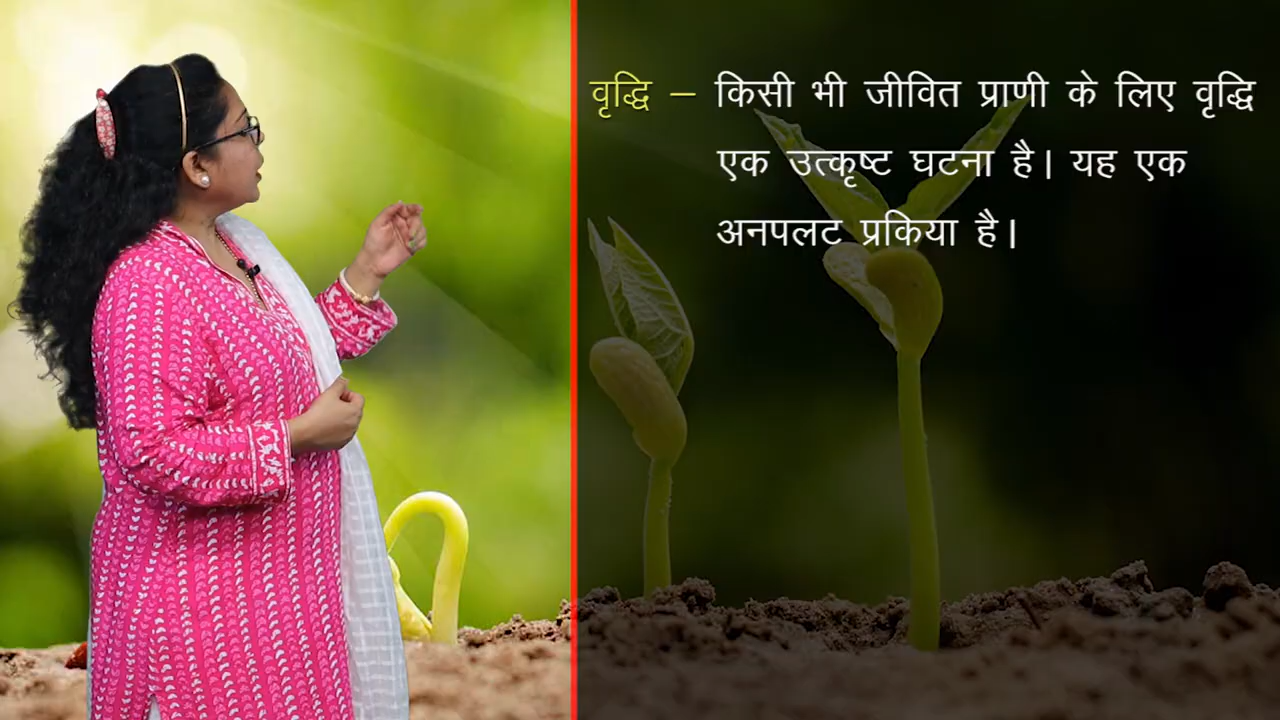 वृद्धि – किसी भी जीवित प्राणी के लिए वृद्धि
एक उत्कृष्ट घटना है। यह एक
अनपलट प्रकिया है।